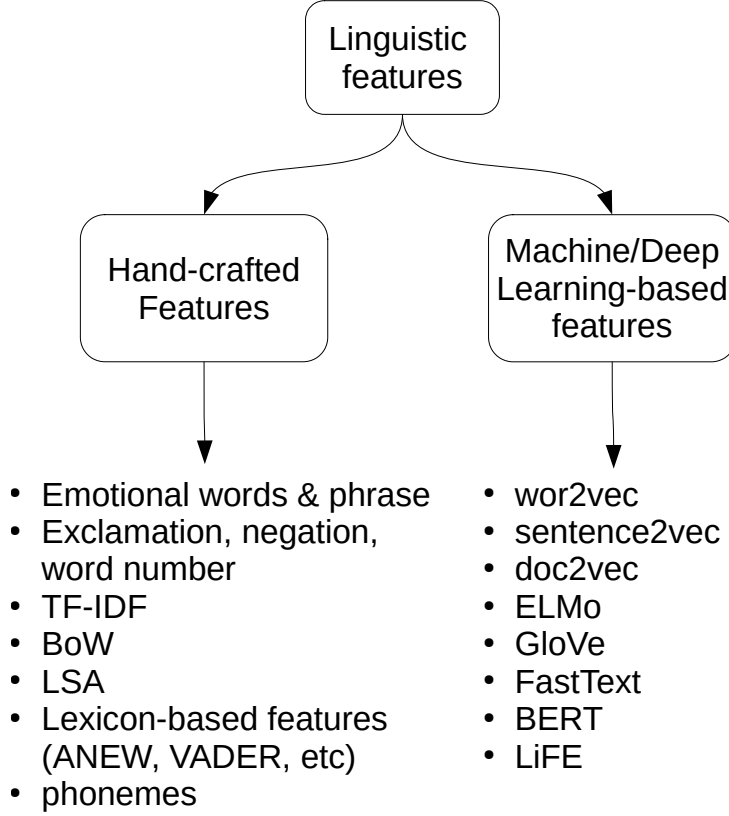 Linguistic
features
Hand-crafted
Features
Machine/Deep
Learning-based
features
• Emotional words & phrase
• Exclamation, negation,
word number
• TF-IDF
• BoW
• LSA
• Lexicon-based features
(ANEW, VADER, etc)
• phonemes
• wor2vec
• sentence2vec
• doc2vec
• ELMo
• GloVe
• FastText
• BERT
• LiFE